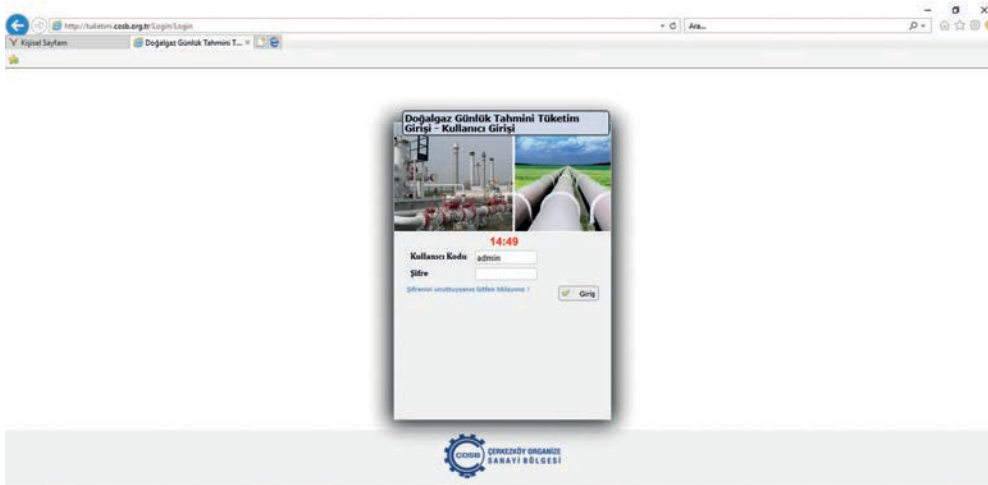 http://tuketim.cosb.org.tr/Login/Login
Ara...
Kişisel Sayfam
Doğalgaz Günlük Tahmini T...
Doğalgaz Günlük Tahmini Tüketim
Girişi - Kullanıcı Girişi
14:49
Kullanıcı Kodu admin
Şifre
Şifrenizi unuttuysanız lütfen tıklayınız !
Giriş
COSB
ÇERKEZKÖY ORGANİZE
SANAYİ BÖLGESİ